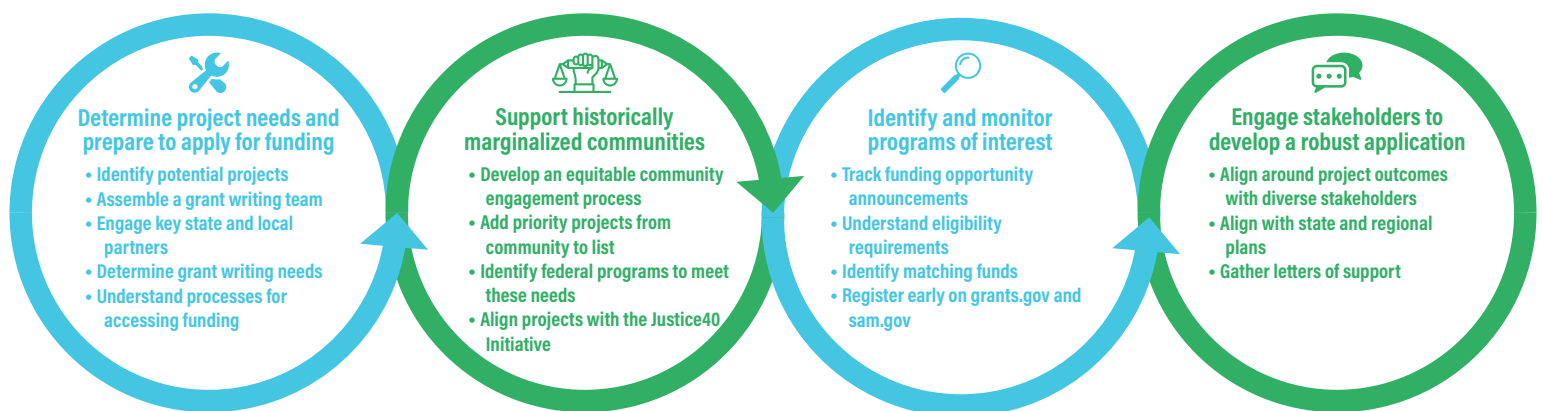 Determine project needs and
prepare to apply for funding
• Identify potential projects
• Assemble a grant writing team
• Engage key state and local
partners
• Determine grant writing needs
• Understand processes for
accessing funding
Support historically
marginalized communities
• Develop an equitable community
engagement process
• Add priority projects from
community to list
• Identify federal programs to meet
these needs
• Align projects with the Justice40
Initiative
Identify and monitor
programs of interest
• Track funding opportunity
announcements
• Understand eligibility
requirements
• Identify matching funds
• Register early on grants.gov and
sam.gov
Engage stakeholders to
develop a robust application
• Align around project outcomes
with diverse stakeholders
• Align with state and regional
plans
• Gather letters of support